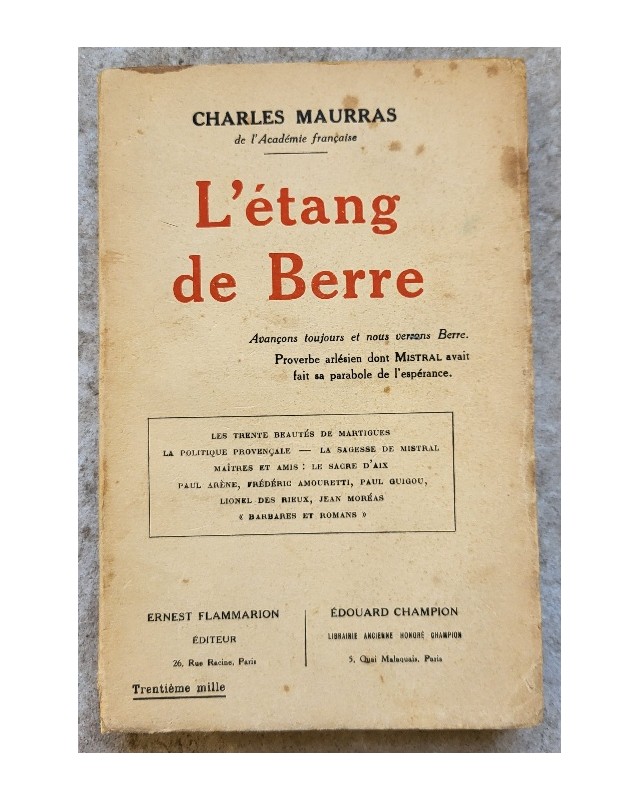 CHARLES MAURRAS
de l'Académie française
L'étang
de Berre
Avançons toujours et nous verrons Berre.
Proverbe arlésien dont MISTRAL avait
fait sa parabole de l'espérance.
LES TRENTE BEAUTÉS DE MARTIGUES
LA POLITIQUE PROVENÇALE — LA SAGESSE DE MISTRAL
MAÎTRES ET AMIS : LE SACRE D'AIX
PAUL ARÈNE, FRÉDÉRIC AMOURETTI, PAUL GUIGOU,
LIONEL DES RIEUX, JEAN MORÉAS
« BARBARES ET ROMANS »
ERNEST FLAMMARION
ÉDITEUR
26, Rue Racine, Paris
ÉDOUARD CHAMPION
LIBRAIRIE ANCIENNE HONORÉ CHAMPION
5, Quai Malaquais, Paris
Trentième mille